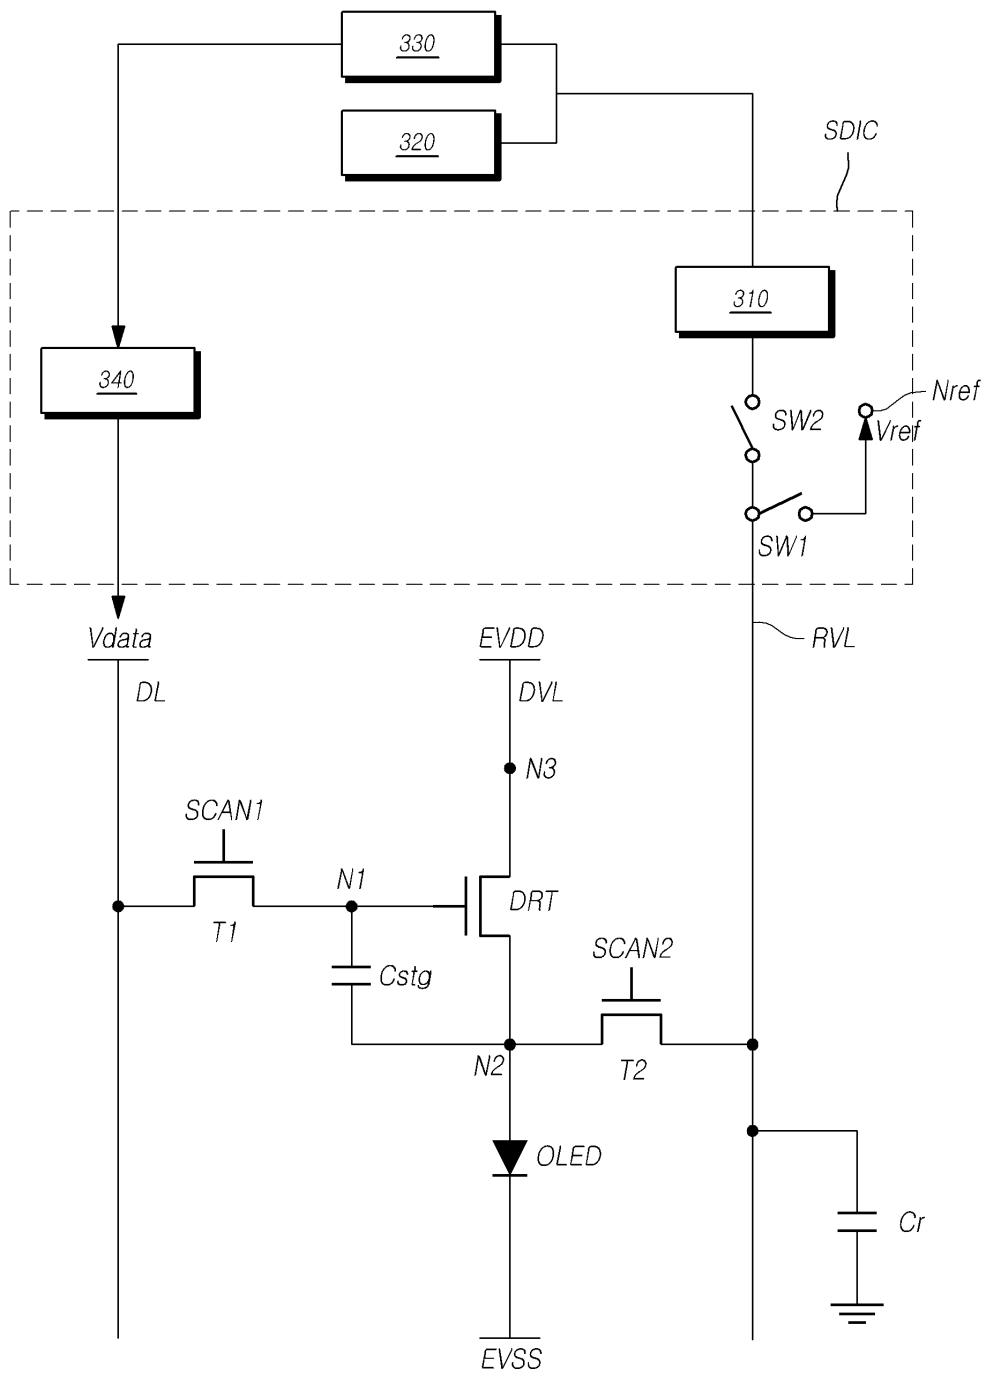 330
320
SDIC
310
340
Nref
SW2
Vref
SW1
Vdata
EVDD
RVL
DL
DVL
N3
SCAN1
N1
DRT
T1
SCAN2
Cstg
N2
T2
OLED
Cr
EVSS